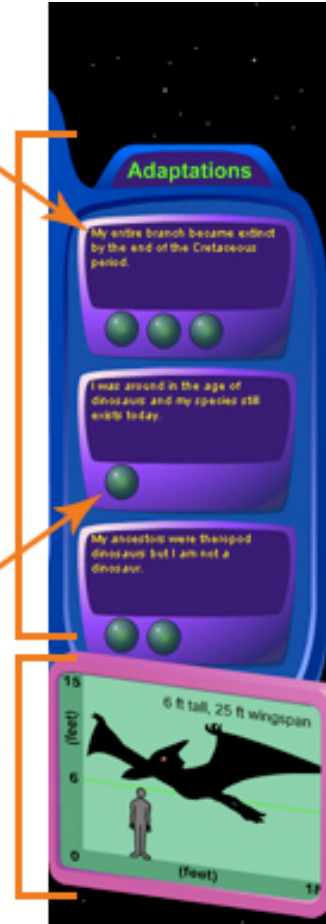 Adaptations
My entire branch became extinct
by the end of the Cretaceous
period.
I was around in the age of
dinosaurs and my species still
exists today.
My ancestors were theropod
dinosaurs but I am not a
dinosaur.
15
6 ft tall, 25 ft wingspan
(feet)
6
0
(feet)